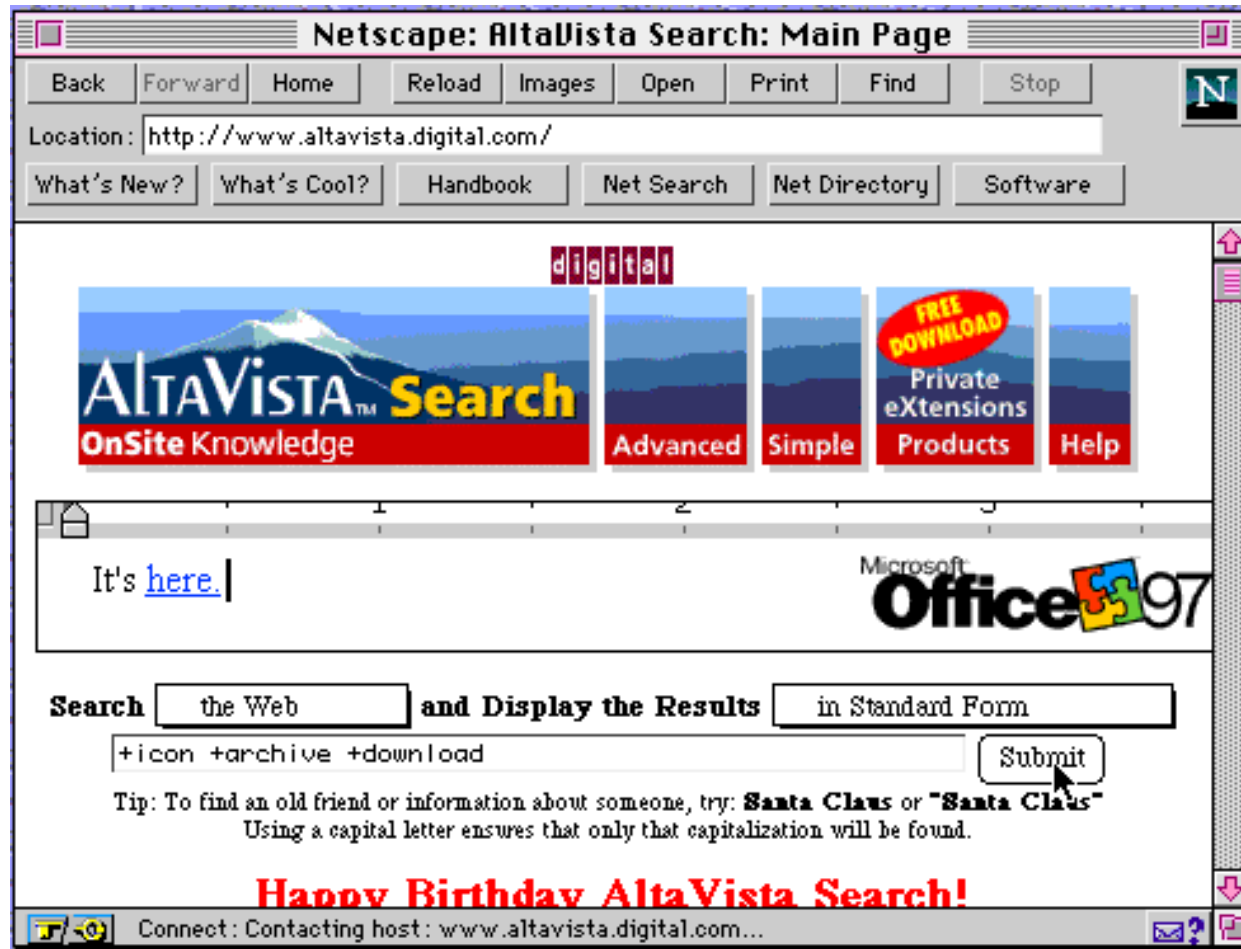 Netscape: AltaVista Search: Main Page
Back Forward Home Reload Images Open Print Find Stop
N
Location: http://www.altavista.digital.com/
What's New? What's Cool? Handbook Net Search Net Directory Software
digital
FREE DOWNLOAD
Private eXtensions
ALTAVISTA™ Search
OnSite Knowledge Advanced Simple Products Help
1 2 3
Microsoft
It's here. Office 97
Search the Web and Display the Results in Standard Form
+icon +archive +download Submit
Tip: To find an old friend or information about someone, try: Santa Claus or "Santa Claus"
Using a capital letter ensures that only that capitalization will be found.
Happy Birthday AltaVista Search!
Connect: Contacting host: www.altavista.digital.com... ?